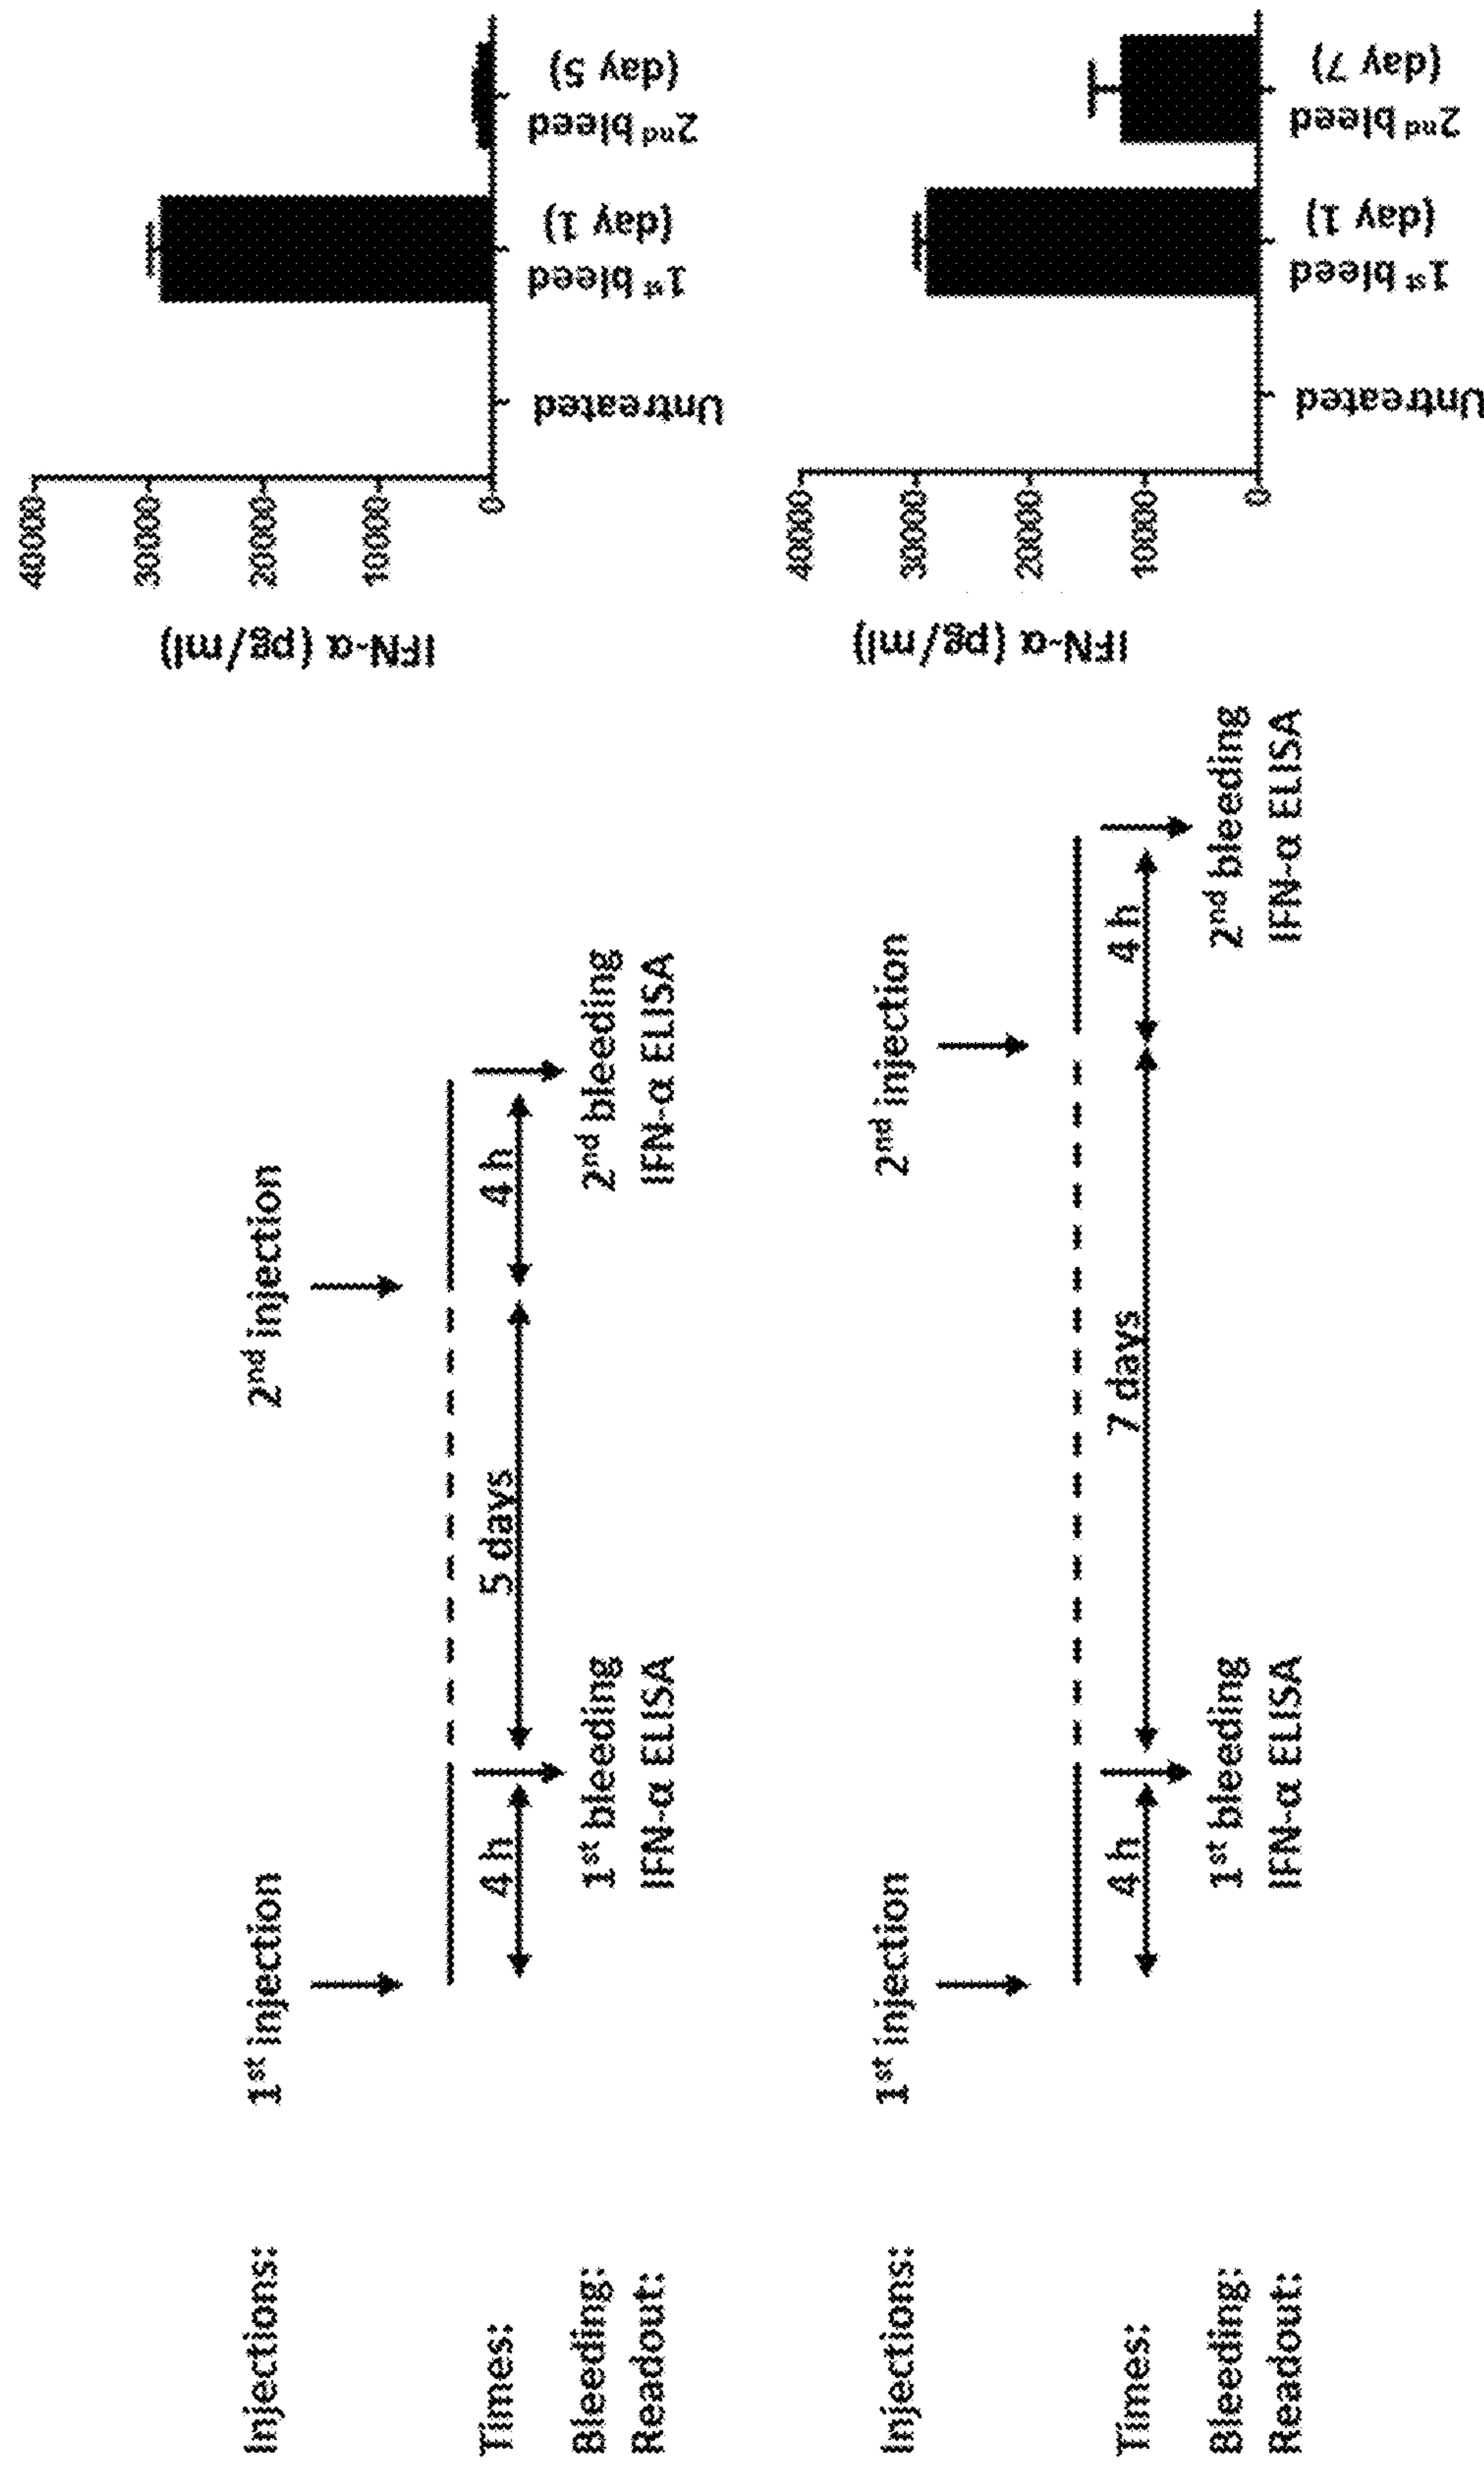 Injections:
1st injection
2nd injection
Times:
4 h
5 days
4 h
Bleeding:
1st bleeding
2nd bleeding
Readout:
IFN-α ELISA
IFN-α ELISA
IFN-α (pg/ml)
40000
30000
20000
10000
0
Untreated
1st bleed
(day 1)
2nd bleed
(day 5)
Injections:
1st injection
2nd injection
Times:
4 h
7 days
4 h
Bleeding:
1st bleeding
2nd bleeding
Readout:
IFN-α ELISA
IFN-α ELISA
IFN-α (pg/ml)
40000
30000
20000
10000
0
Untreated
1st bleed
(day 1)
2nd bleed
(day 7)